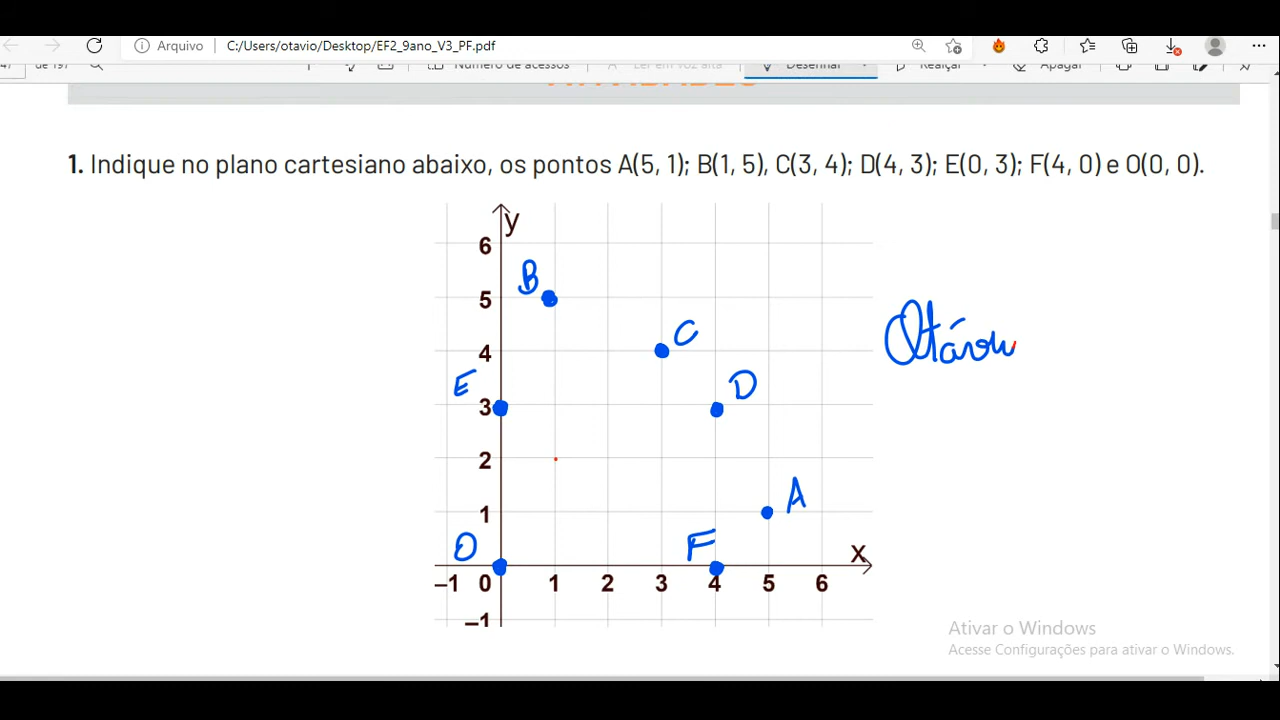 Arquivo C:/Users/otavio/Desktop/EF2_9ano_V3_PF.pdf
47 de 197 Número de acessos Ler em voz alta Desenhar Realçar Apagar
ATIVIDADES
1. Indique no plano cartesiano abaixo, os pontos A(5, 1); B(1, 5), C(3, 4); D(4, 3); E(0, 3); F(4, 0) e O(0, 0).
y
6
B
5
C
4
E
D
3
2
A
1
O
F
x
–1 0 1 2 3 4 5 6
–1
Ativar o Windows
Acesse Configurações para ativar o Windows.